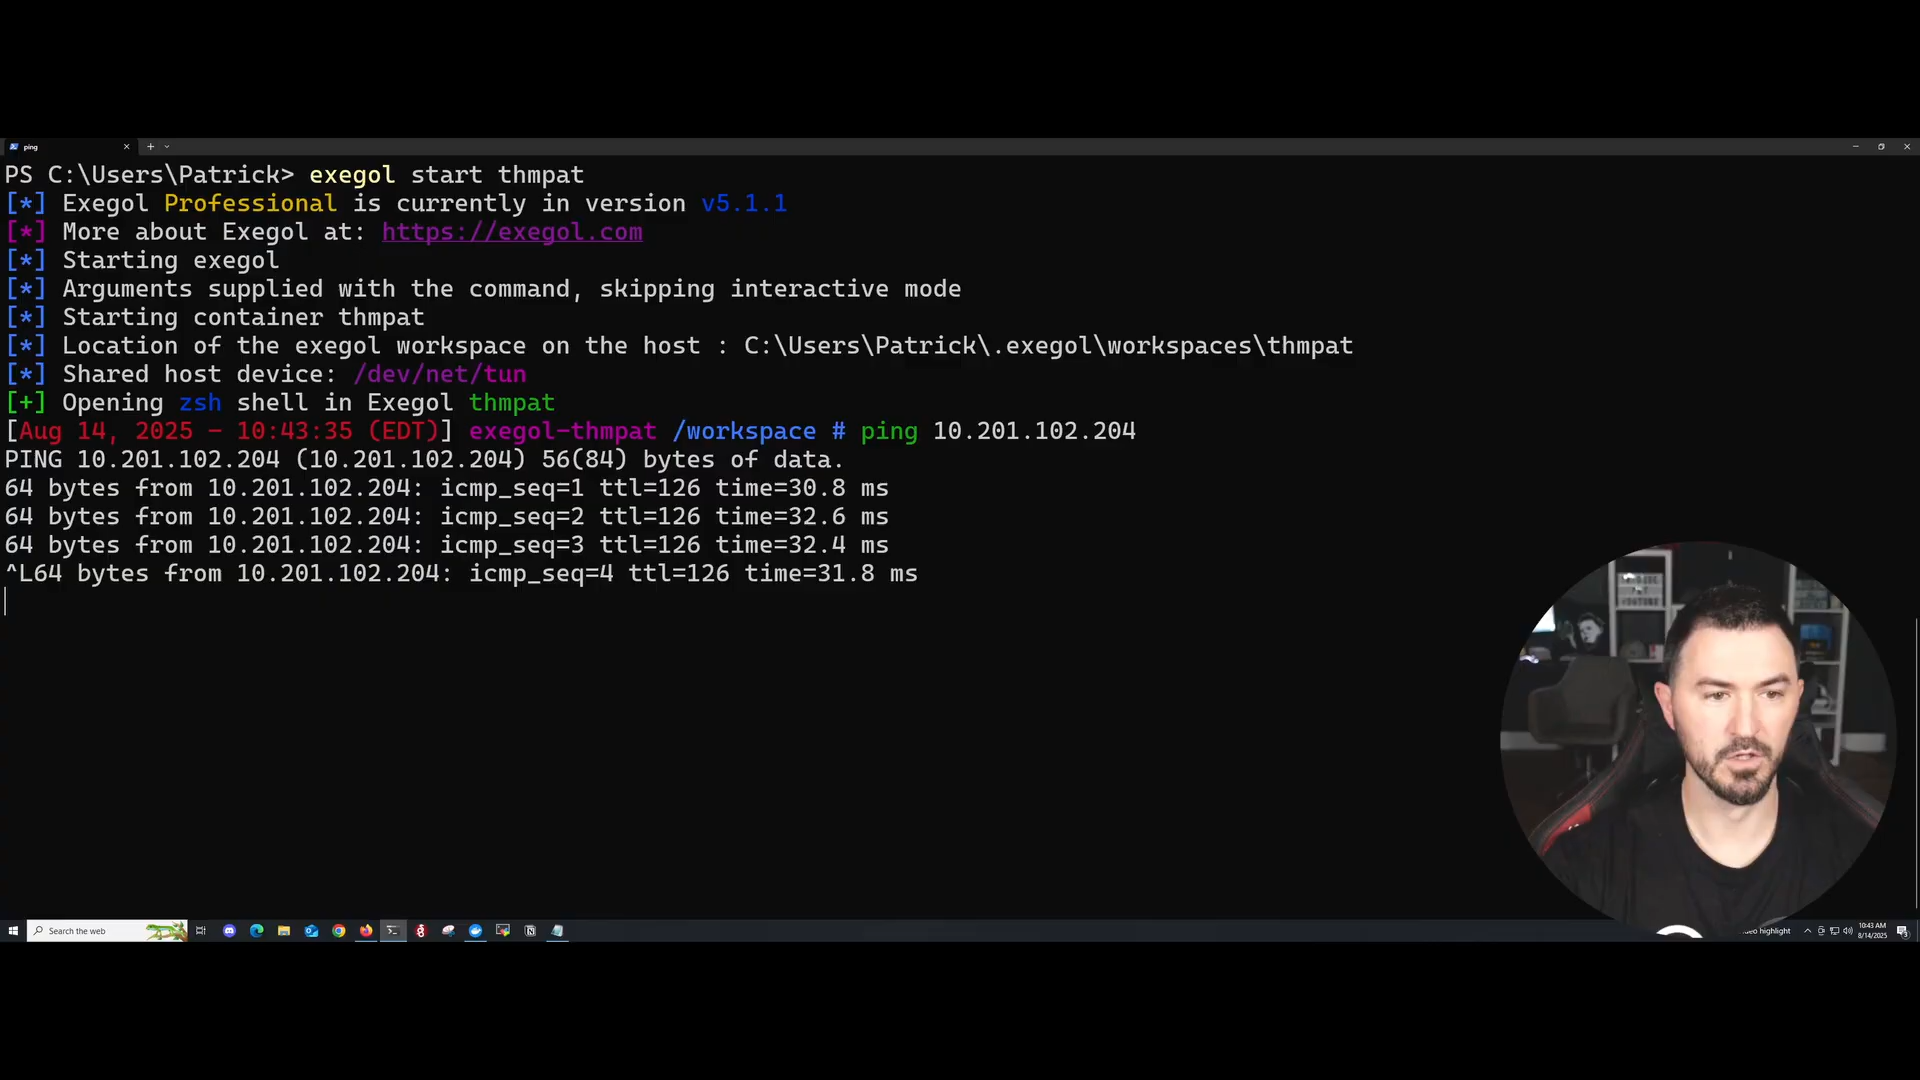 ping
PS C:\Users\Patrick> exegol start thmpat
[*] Exegol Professional is currently in version v5.1.1
[*] More about Exegol at: https://exegol.com
[*] Starting exegol
[*] Arguments supplied with the command, skipping interactive mode
[*] Starting container thmpat
[*] Location of the exegol workspace on the host : C:\Users\Patrick\.exegol\workspaces\thmpat
[*] Shared host device: /dev/net/tun
[+] Opening zsh shell in Exegol thmpat
[Aug 14, 2025 - 10:43:35 (EDT)] exegol-thmpat /workspace # ping 10.201.102.204
PING 10.201.102.204 (10.201.102.204) 56(84) bytes of data.
64 bytes from 10.201.102.204: icmp_seq=1 ttl=126 time=30.8 ms
64 bytes from 10.201.102.204: icmp_seq=2 ttl=126 time=32.6 ms
64 bytes from 10.201.102.204: icmp_seq=3 ttl=126 time=32.4 ms
^L64 bytes from 10.201.102.204: icmp_seq=4 ttl=126 time=31.8 ms
Search the web
highlight
10:43 AM
8/14/2025